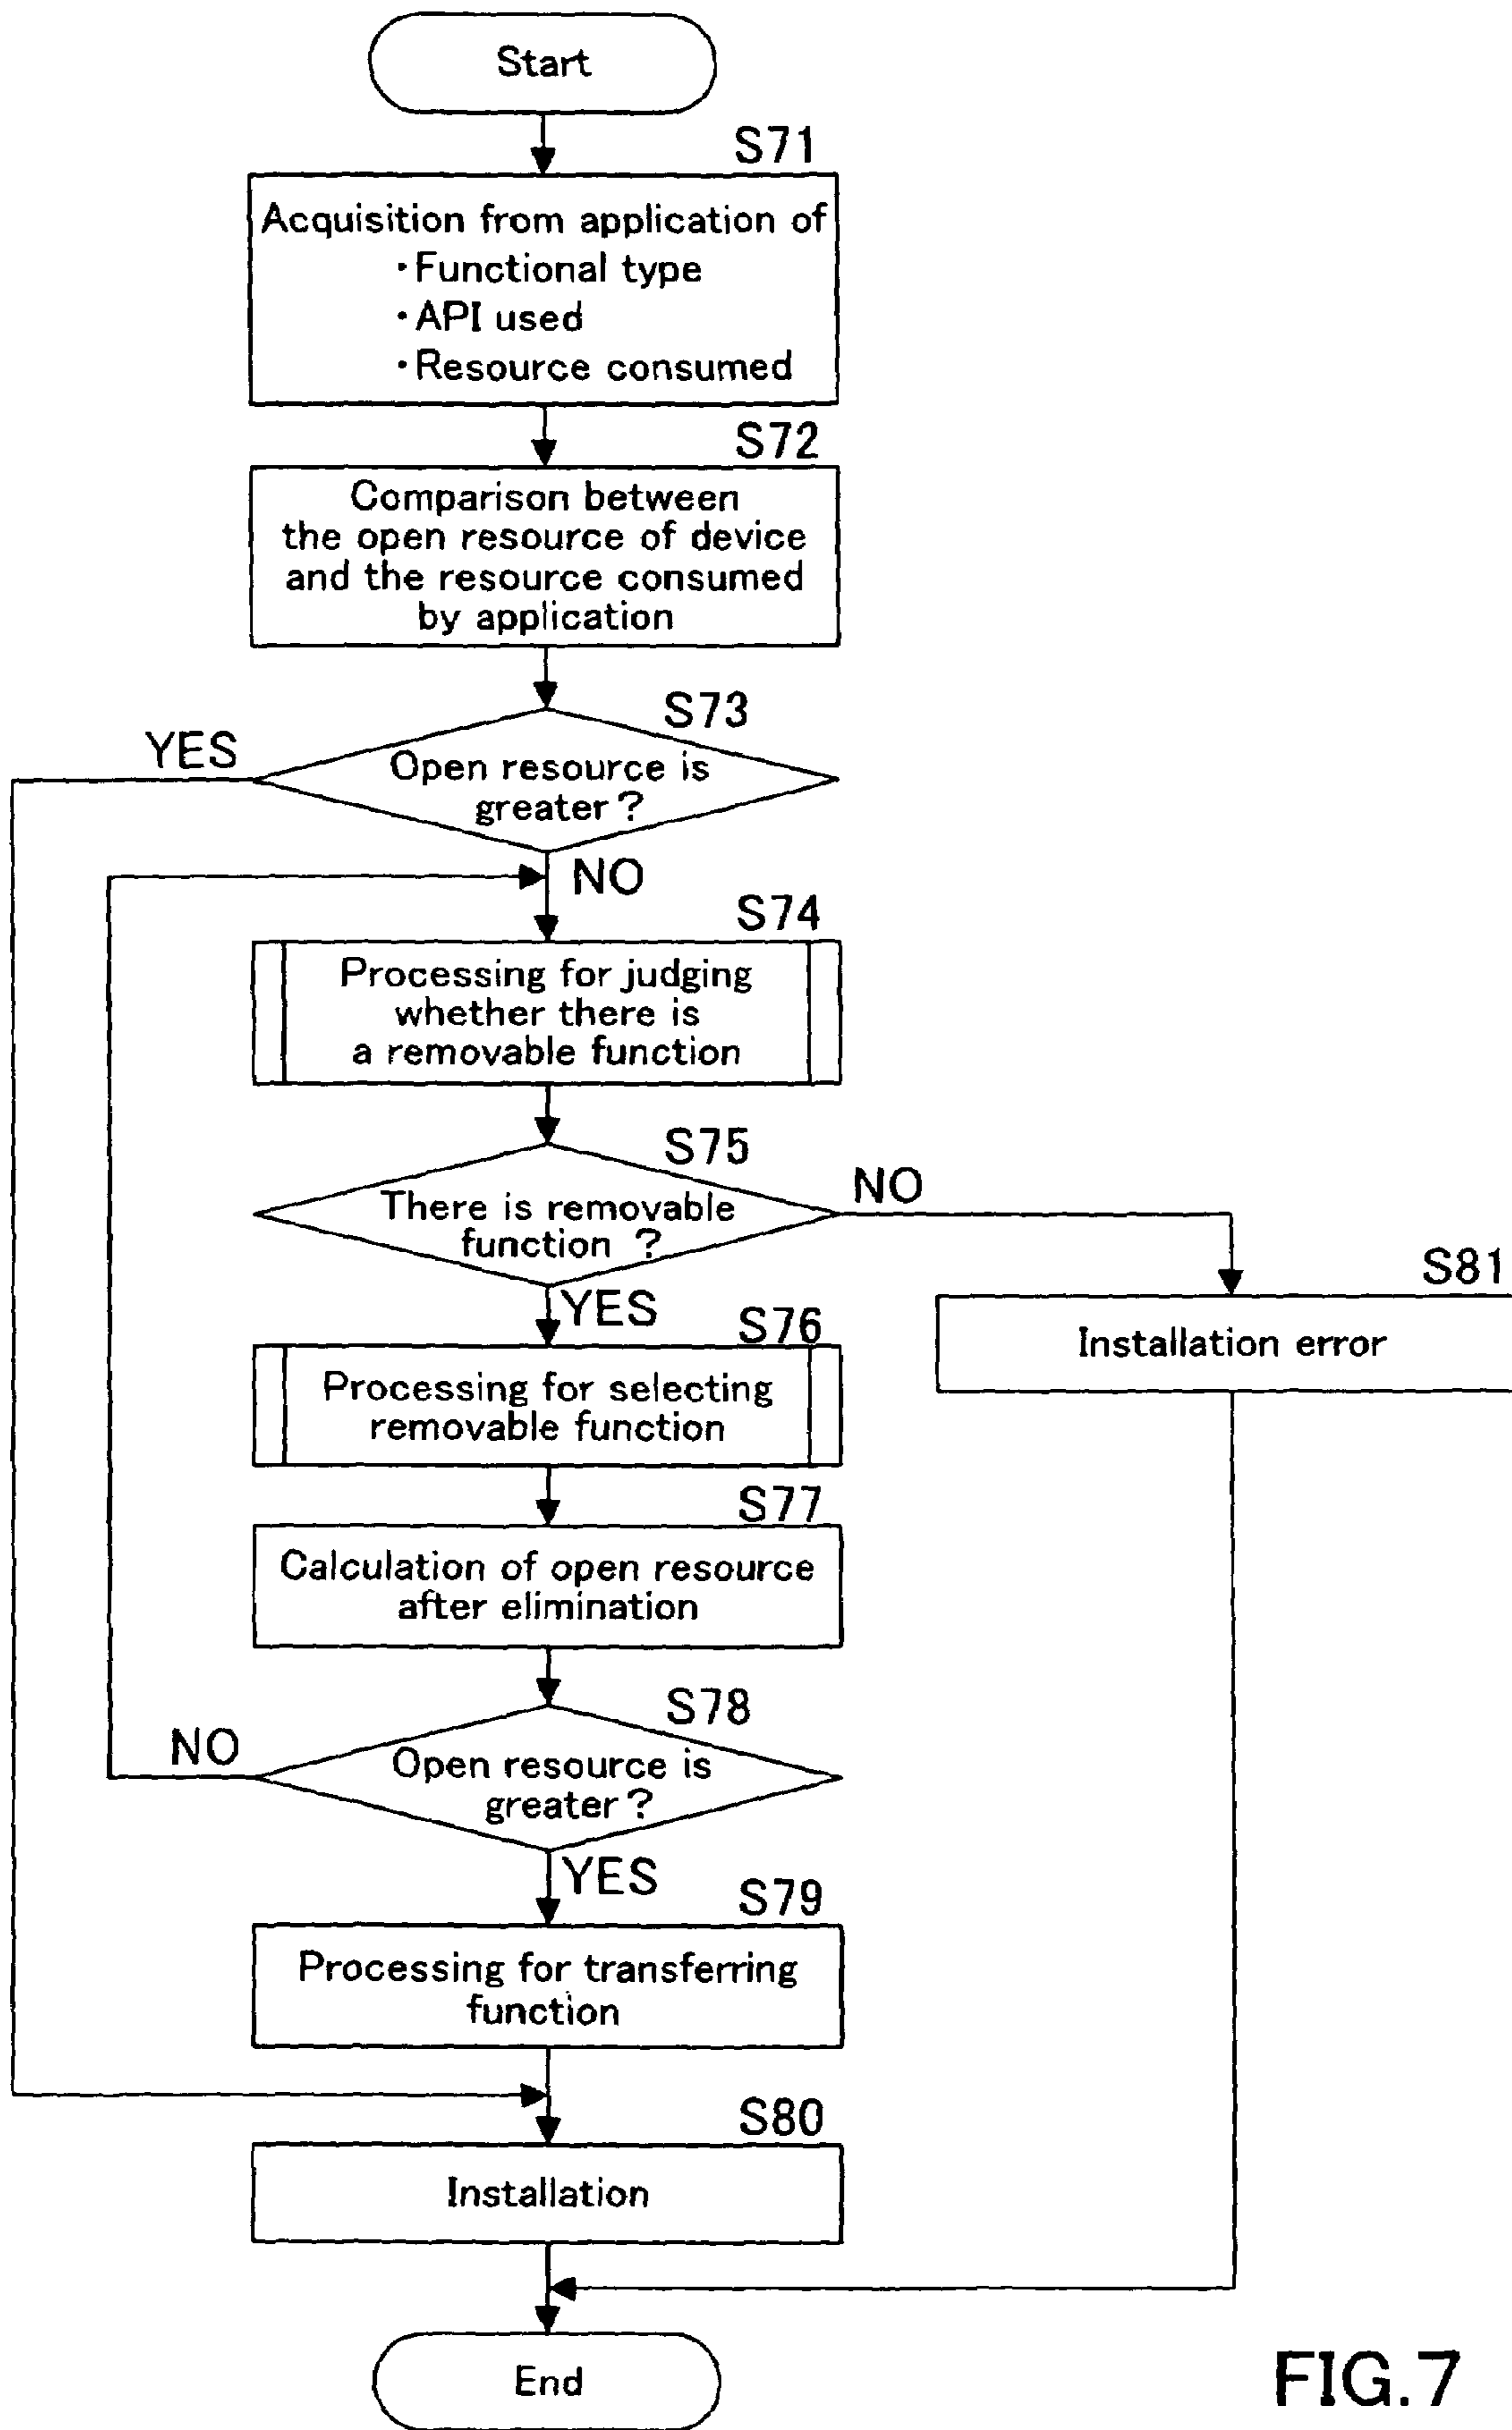 Start
S71
Acquisition from application of
・Functional type
・API used
・Resource consumed
S72
Comparison between
the open resource of device
and the resource consumed
by application
S73
YES
Open resource is
greater?
NO
S74
Processing for judging
whether there is
a removable function
S75
NO
There is removable
function ?
S81
Installation error
YES
S76
Processing for selecting
removable function
S77
Calculation of open resource
after elimination
S78
NO
Open resource is
greater?
YES
S79
Processing for transferring
function
S80
Installation
End
FIG.7